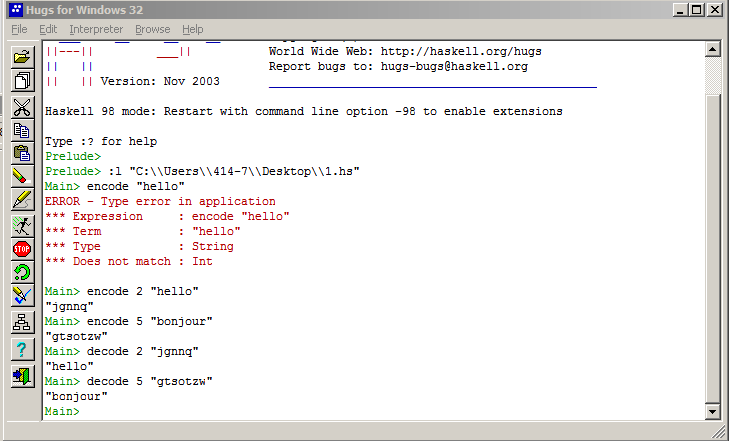 Hugs for Windows 32
File Edit Interpreter Browse Help
||---|| ___|| World Wide Web: http://haskell.org/hugs
|| || Report bugs to: hugs-bugs@haskell.org
|| || Version: Nov 2003 _______________________________________________
Haskell 98 mode: Restart with command line option -98 to enable extensions
Type :? for help
Prelude>
Prelude> :l "C:\\Users\\414-7\\Desktop\\1.hs"
Main> encode "hello"
ERROR - Type error in application
*** Expression : encode "hello"
*** Term : "hello"
*** Type : String
*** Does not match : Int
Main> encode 2 "hello"
"jgnnq"
Main> encode 5 "bonjour"
"gtsotzw"
Main> decode 2 "jgnnq"
"hello"
Main> decode 5 "gtsotzw"
"bonjour"
Main>
STOP